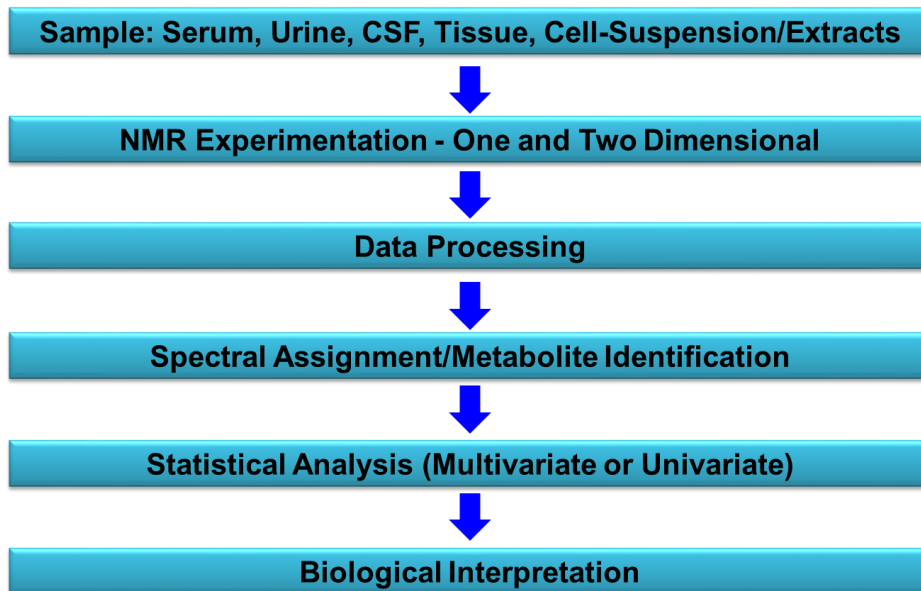 Sample: Serum, Urine, CSF, Tissue, Cell-Suspension/Extracts
NMR Experimentation - One and Two Dimensional
Data Processing
Spectral Assignment/Metabolite Identification
Statistical Analysis (Multivariate or Univariate)
Biological Interpretation